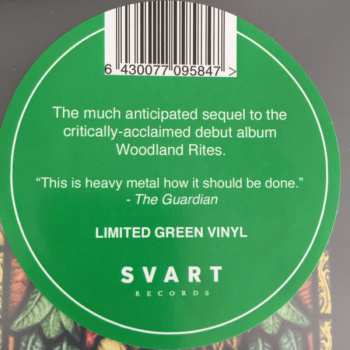 6 430077 095847 >
The much anticipated sequel to the
critically-acclaimed debut album
Woodland Rites.
“This is heavy metal how it should be done.”
- The Guardian
LIMITED GREEN VINYL
SVART
RECORDS